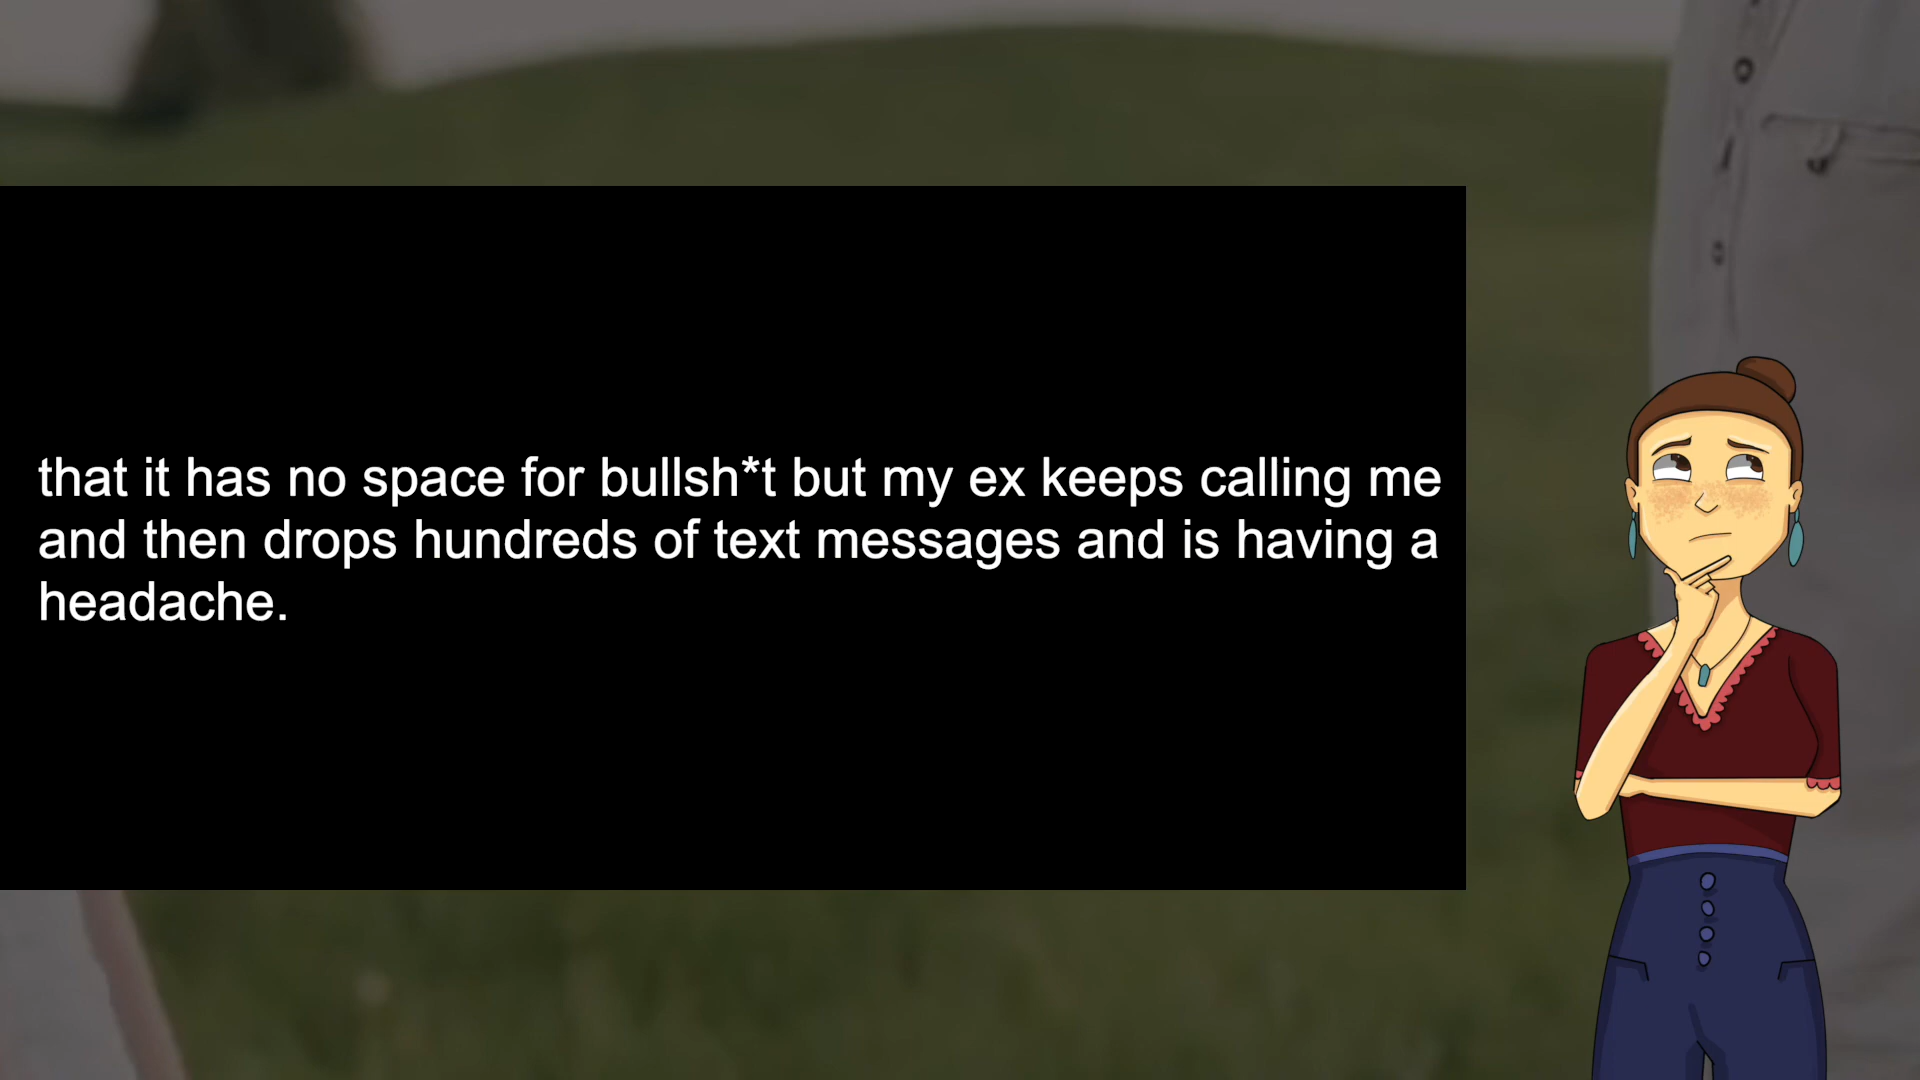 that it has no space for bullsh*t but my ex keeps calling me
and then drops hundreds of text messages and is having a
headache.